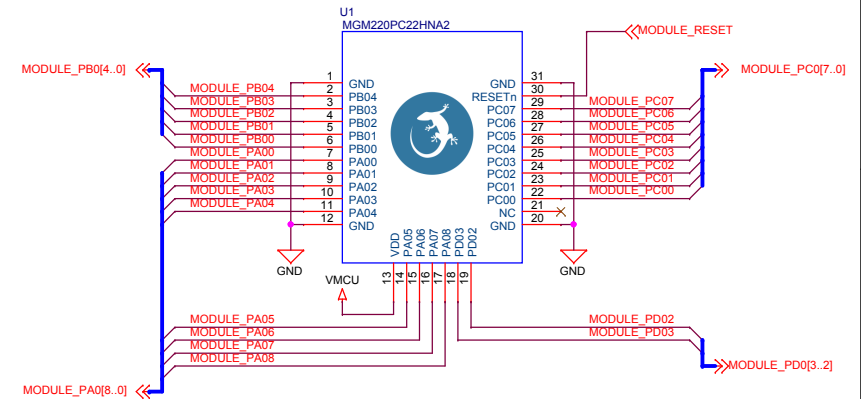 U1
MGM220PC22HNA2
MODULE_RESET
MODULE_PB0[4..0]
MODULE_PC0[7..0]
1 GND
MODULE_PB04 2 PB04
MODULE_PB03 3 PB03
MODULE_PB02 4 PB02
MODULE_PB01 5 PB01
MODULE_PB00 6 PB00
MODULE_PA00 7 PA00
MODULE_PA01 8 PA01
MODULE_PA02 9 PA02
MODULE_PA03 10 PA03
MODULE_PA04 11 PA04
12 GND
GND 31
RESETn 30
PC07 29 MODULE_PC07
PC06 28 MODULE_PC06
PC05 27 MODULE_PC05
PC04 26 MODULE_PC04
PC03 25 MODULE_PC03
PC02 24 MODULE_PC02
PC01 23 MODULE_PC01
PC00 22 MODULE_PC00
NC 21
GND 20
VDD 13
PA05 14
PA06 15
PA07 16
PA08 17
PD03 18
PD02 19
GND
GND
VMCU
MODULE_PA05
MODULE_PA06
MODULE_PA07
MODULE_PA08
MODULE_PD02
MODULE_PD03
MODULE_PD0[3..2]
MODULE_PA0[8..0]